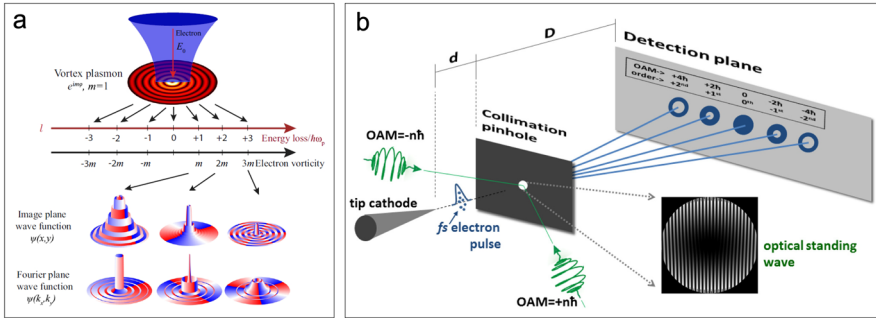 a
Electron
E₀
Vortex plasmon
e^{imφ}, m=1
l
-3 -2 -1 0 +1 +2 +3 Energy loss/ℏωₚ
-3m -2m -m m 2m 3m Electron vorticity
Image plane
wave function
ψ(x,y)
Fourier plane
wave function
ψ(kₓ,kᵧ)
b
D
d
Detection plane
OAM-> +4h +2h 0 -2h -4h
order-> +2ⁿᵈ +1ˢᵗ 0ᵗʰ -1ˢᵗ -2ⁿᵈ
Collimation
pinhole
OAM=-nħ
tip cathode
fs electron
pulse
OAM=+nħ
optical standing
wave